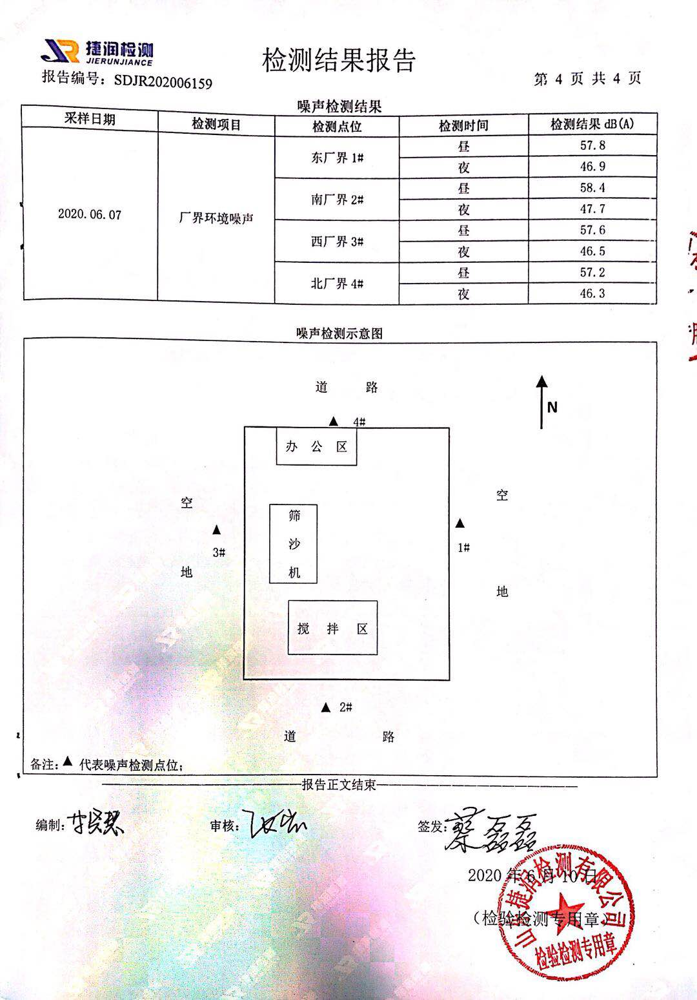 捷润检测
JIERUNJIANCE
检测结果报告
报告编号：SDJR202006159
第 4 页 共 4 页
噪声检测结果
采样日期 检测项目 检测点位 检测时间 检测结果 dB(A)
2020.06.07 厂界环境噪声 东厂界 1# 昼 57.8
夜 46.9
南厂界 2# 昼 58.4
夜 47.7
西厂界 3# 昼 57.6
夜 46.5
北厂界 4# 昼 57.2
夜 46.3
噪声检测示意图
道 路
N
▲ 4#
办 公 区
空 地
▲ 3#
筛 沙 机
▲ 1#
空 地
搅 拌 区
▲ 2#
道 路
备注：▲ 代表噪声检测点位；
报告正文结束
编制：
审核：
签发：蔡磊磊
2020 年 6 月 10 日
（检验检测专用章）
山东捷润检测有限公司
检验检测专用章